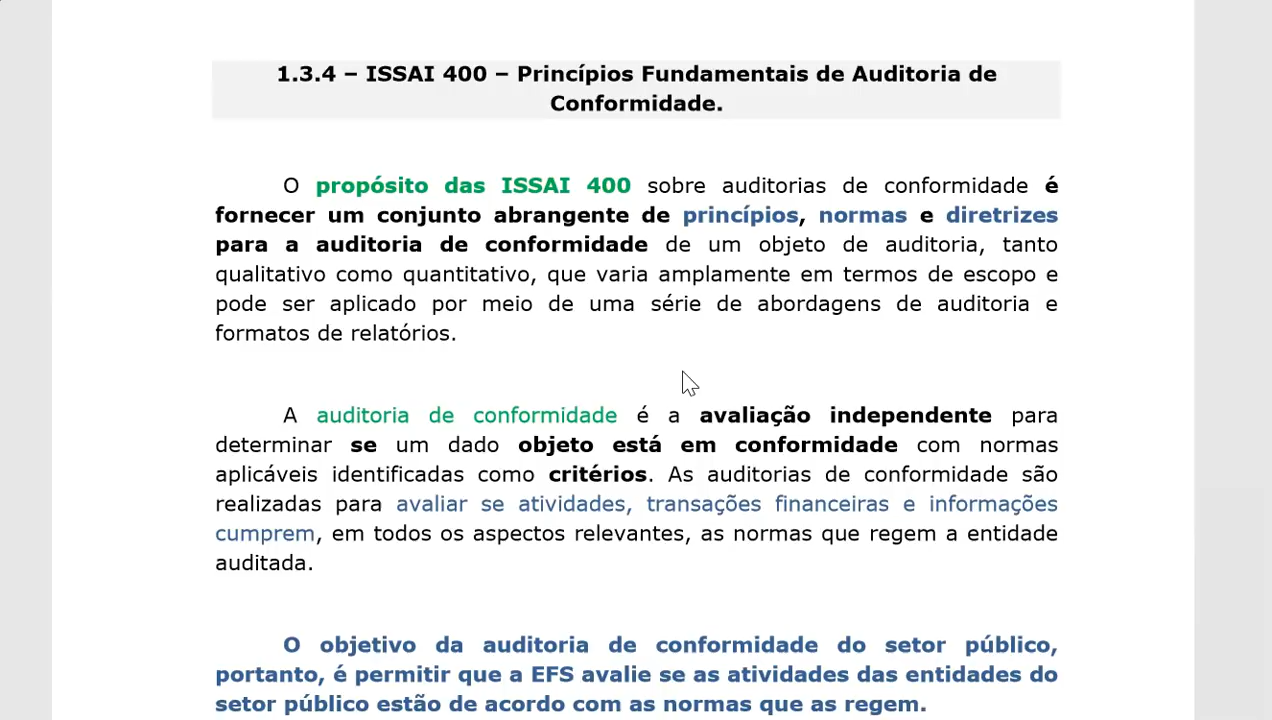 1.3.4 – ISSAI 400 – Princípios Fundamentais de Auditoria de
Conformidade.
O propósito das ISSAI 400 sobre auditorias de conformidade é
fornecer um conjunto abrangente de princípios, normas e diretrizes
para a auditoria de conformidade de um objeto de auditoria, tanto
qualitativo como quantitativo, que varia amplamente em termos de escopo e
pode ser aplicado por meio de uma série de abordagens de auditoria e
formatos de relatórios.
A auditoria de conformidade é a avaliação independente para
determinar se um dado objeto está em conformidade com normas
aplicáveis identificadas como critérios. As auditorias de conformidade são
realizadas para avaliar se atividades, transações financeiras e informações
cumprem, em todos os aspectos relevantes, as normas que regem a entidade
auditada.
O objetivo da auditoria de conformidade do setor público,
portanto, é permitir que a EFS avalie se as atividades das entidades do
setor público estão de acordo com as normas que as regem.